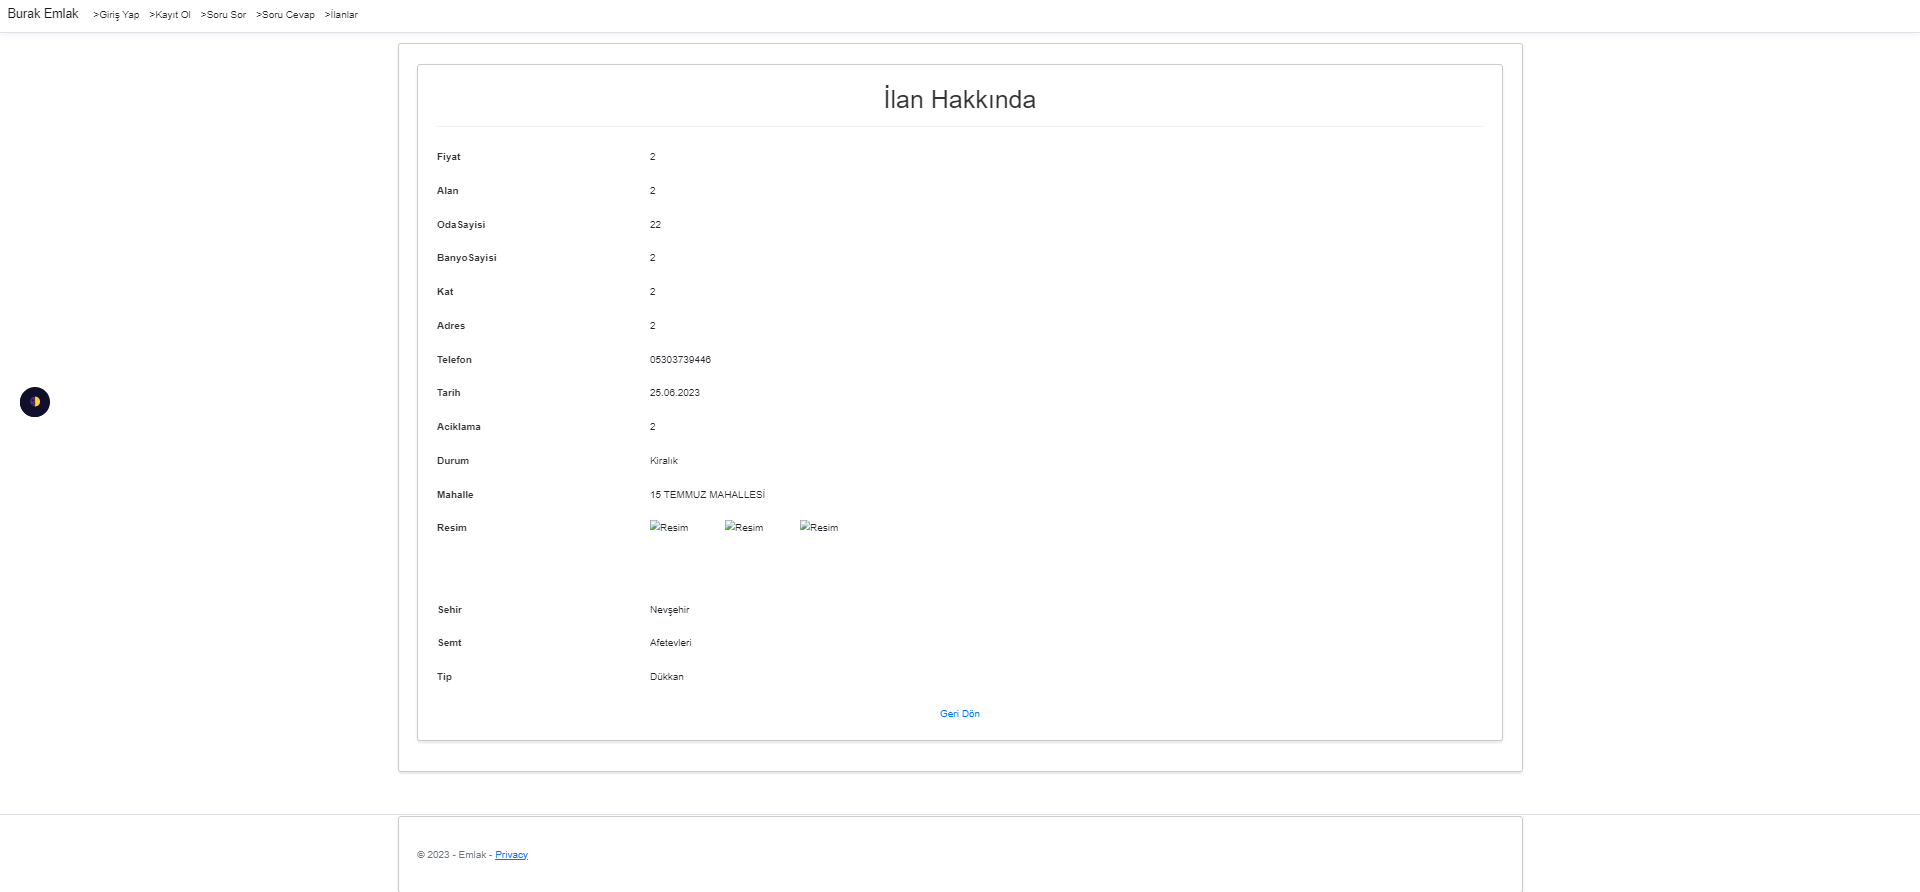 Burak Emlak >Giriş Yap >Kayıt Ol >Soru Sor >Soru Cevap >İlanlar
İlan Hakkında
Fiyat 2
Alan 2
OdaSayisi 22
BanyoSayisi 2
Kat 2
Adres 2
Telefon 05303739446
Tarih 25.06.2023
Aciklama 2
Durum Kiralık
Mahalle 15 TEMMUZ MAHALLESİ
Resim Resim Resim Resim
Sehir Nevşehir
Semt Afetevleri
Tip Dükkan
Geri Dön
© 2023 - Emlak - Privacy